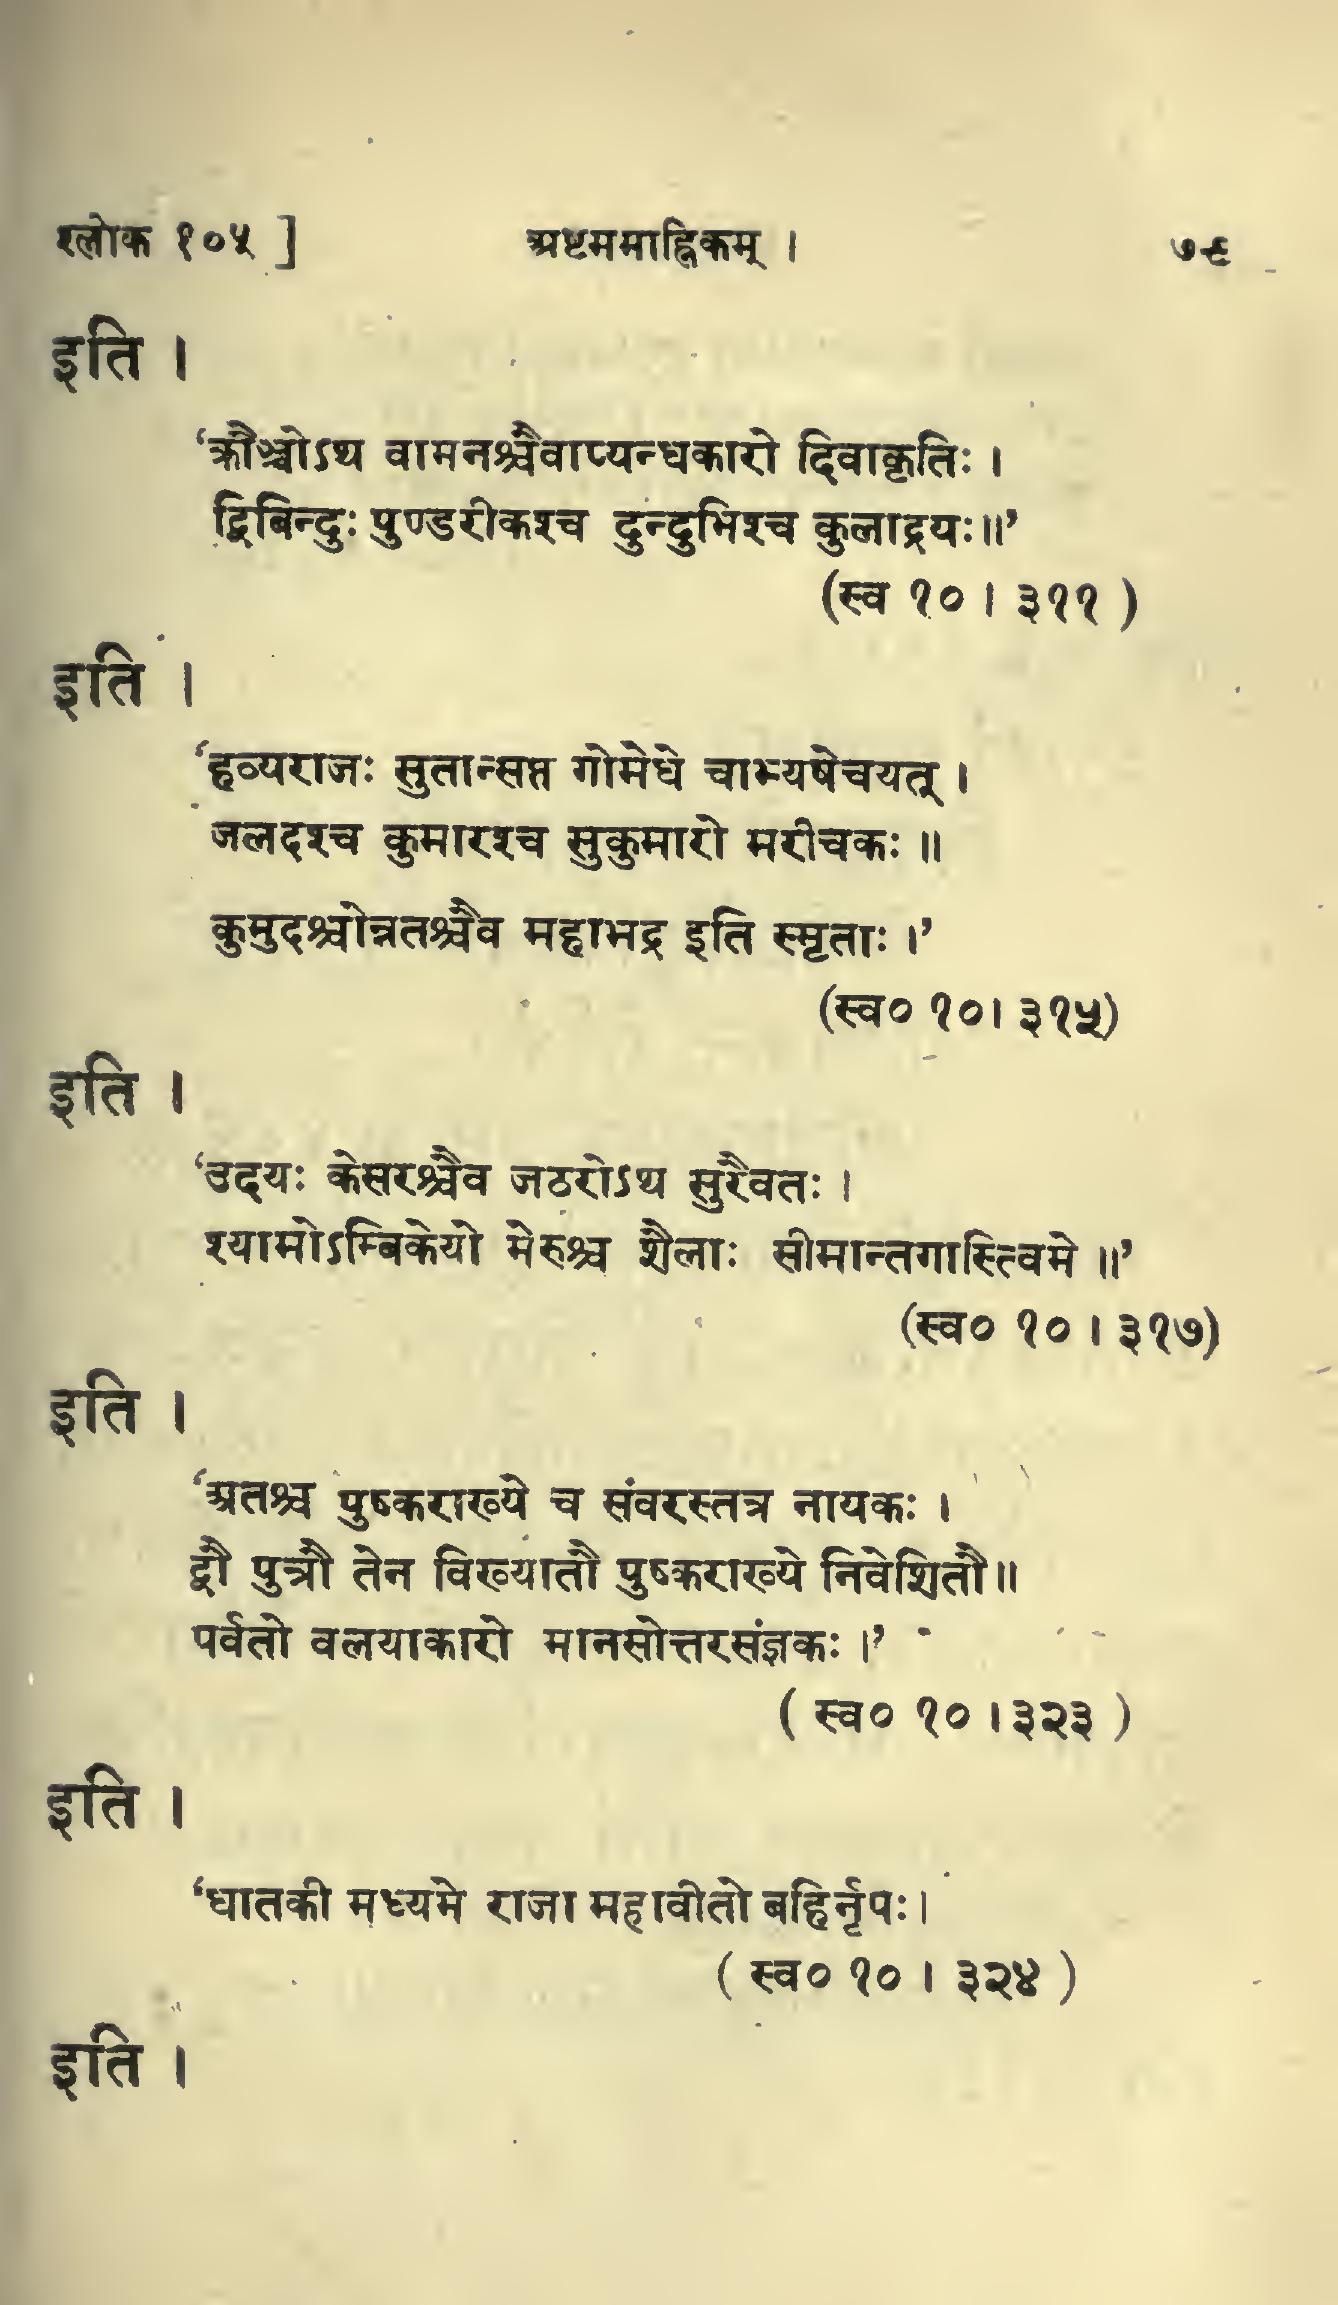 श्लोक १०५ ] अष्टममाह्निकम् । ७९
इति ।
‘क्रौञ्चोऽथ वामनश्चैवाप्यन्धकारो दिवाकृतिः ।
द्विबिन्दुः पुण्डरीकश्च दुन्दुभिश्च कुलाद्रयः॥’
(स्व १० । ३११ )
इति ।
‘हव्यराजः सुतान्सप्त गोमेधे चाभ्यषेचयत् ।
जलदश्च कुमारश्च सुकुमारो मरीचकः ॥
कुमुदश्चोन्नतश्चैव महाभद्र इति स्मृताः ।’
(स्व० १०। ३१५)
इति ।
‘उदयः केसरश्चैव जठरोऽथ सुरैवतः ।
श्यामोऽम्बिकेयो मेरुश्च शैलाः सीमान्तगास्त्विमे ॥’
(स्व० १० । ३१७)
इति ।
‘अतश्च पुष्कराख्ये च संवरस्तत्र नायकः ।
द्वौ पुत्रौ तेन विख्यातौ पुष्कराख्ये निवेशितौ॥
पर्वतो वलयाकारो मानसोत्तरसंज्ञकः ।’
( स्व० १० ।३२३ )
इति ।
‘धातकी मध्यमे राजा महावीतो बहिर्नृपः।
( स्व० १० । ३२४ )
इति ।